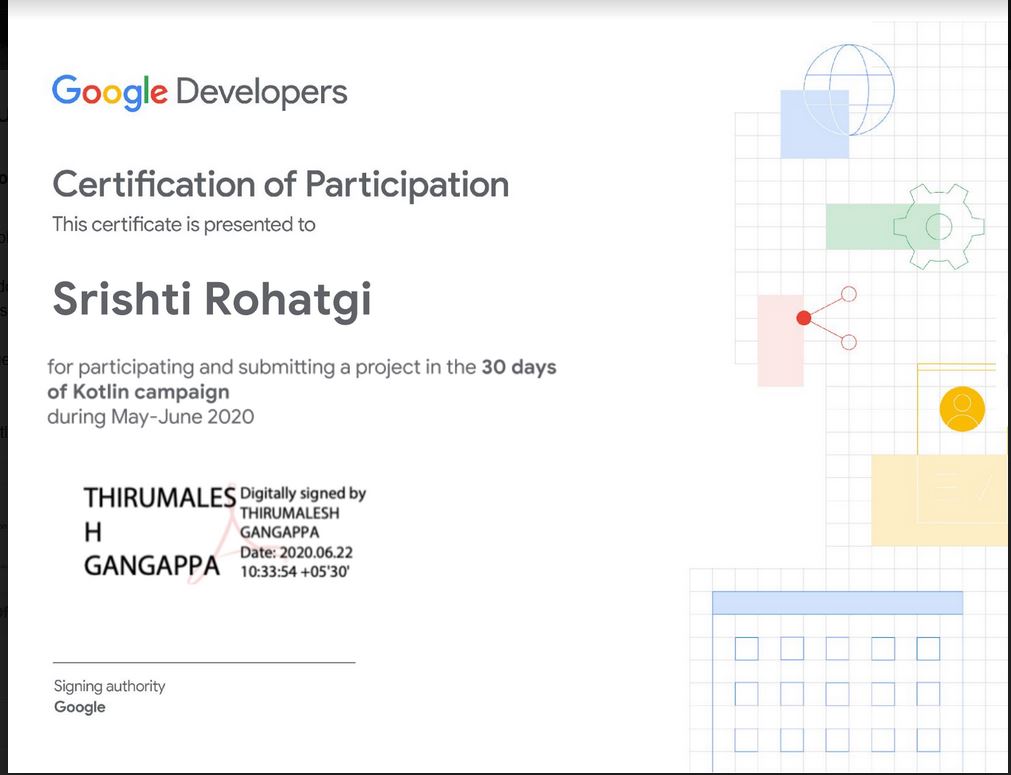 Google Developers
Certification of Participation
This certificate is presented to
Srishti Rohatgi
for participating and submitting a project in the 30 days
of Kotlin campaign
during May-June 2020
THIRUMALES
H
GANGAPPA
Digitally signed by
THIRUMALESH
GANGAPPA
Date: 2020.06.22
10:33:54 +05'30'
Signing authority
Google